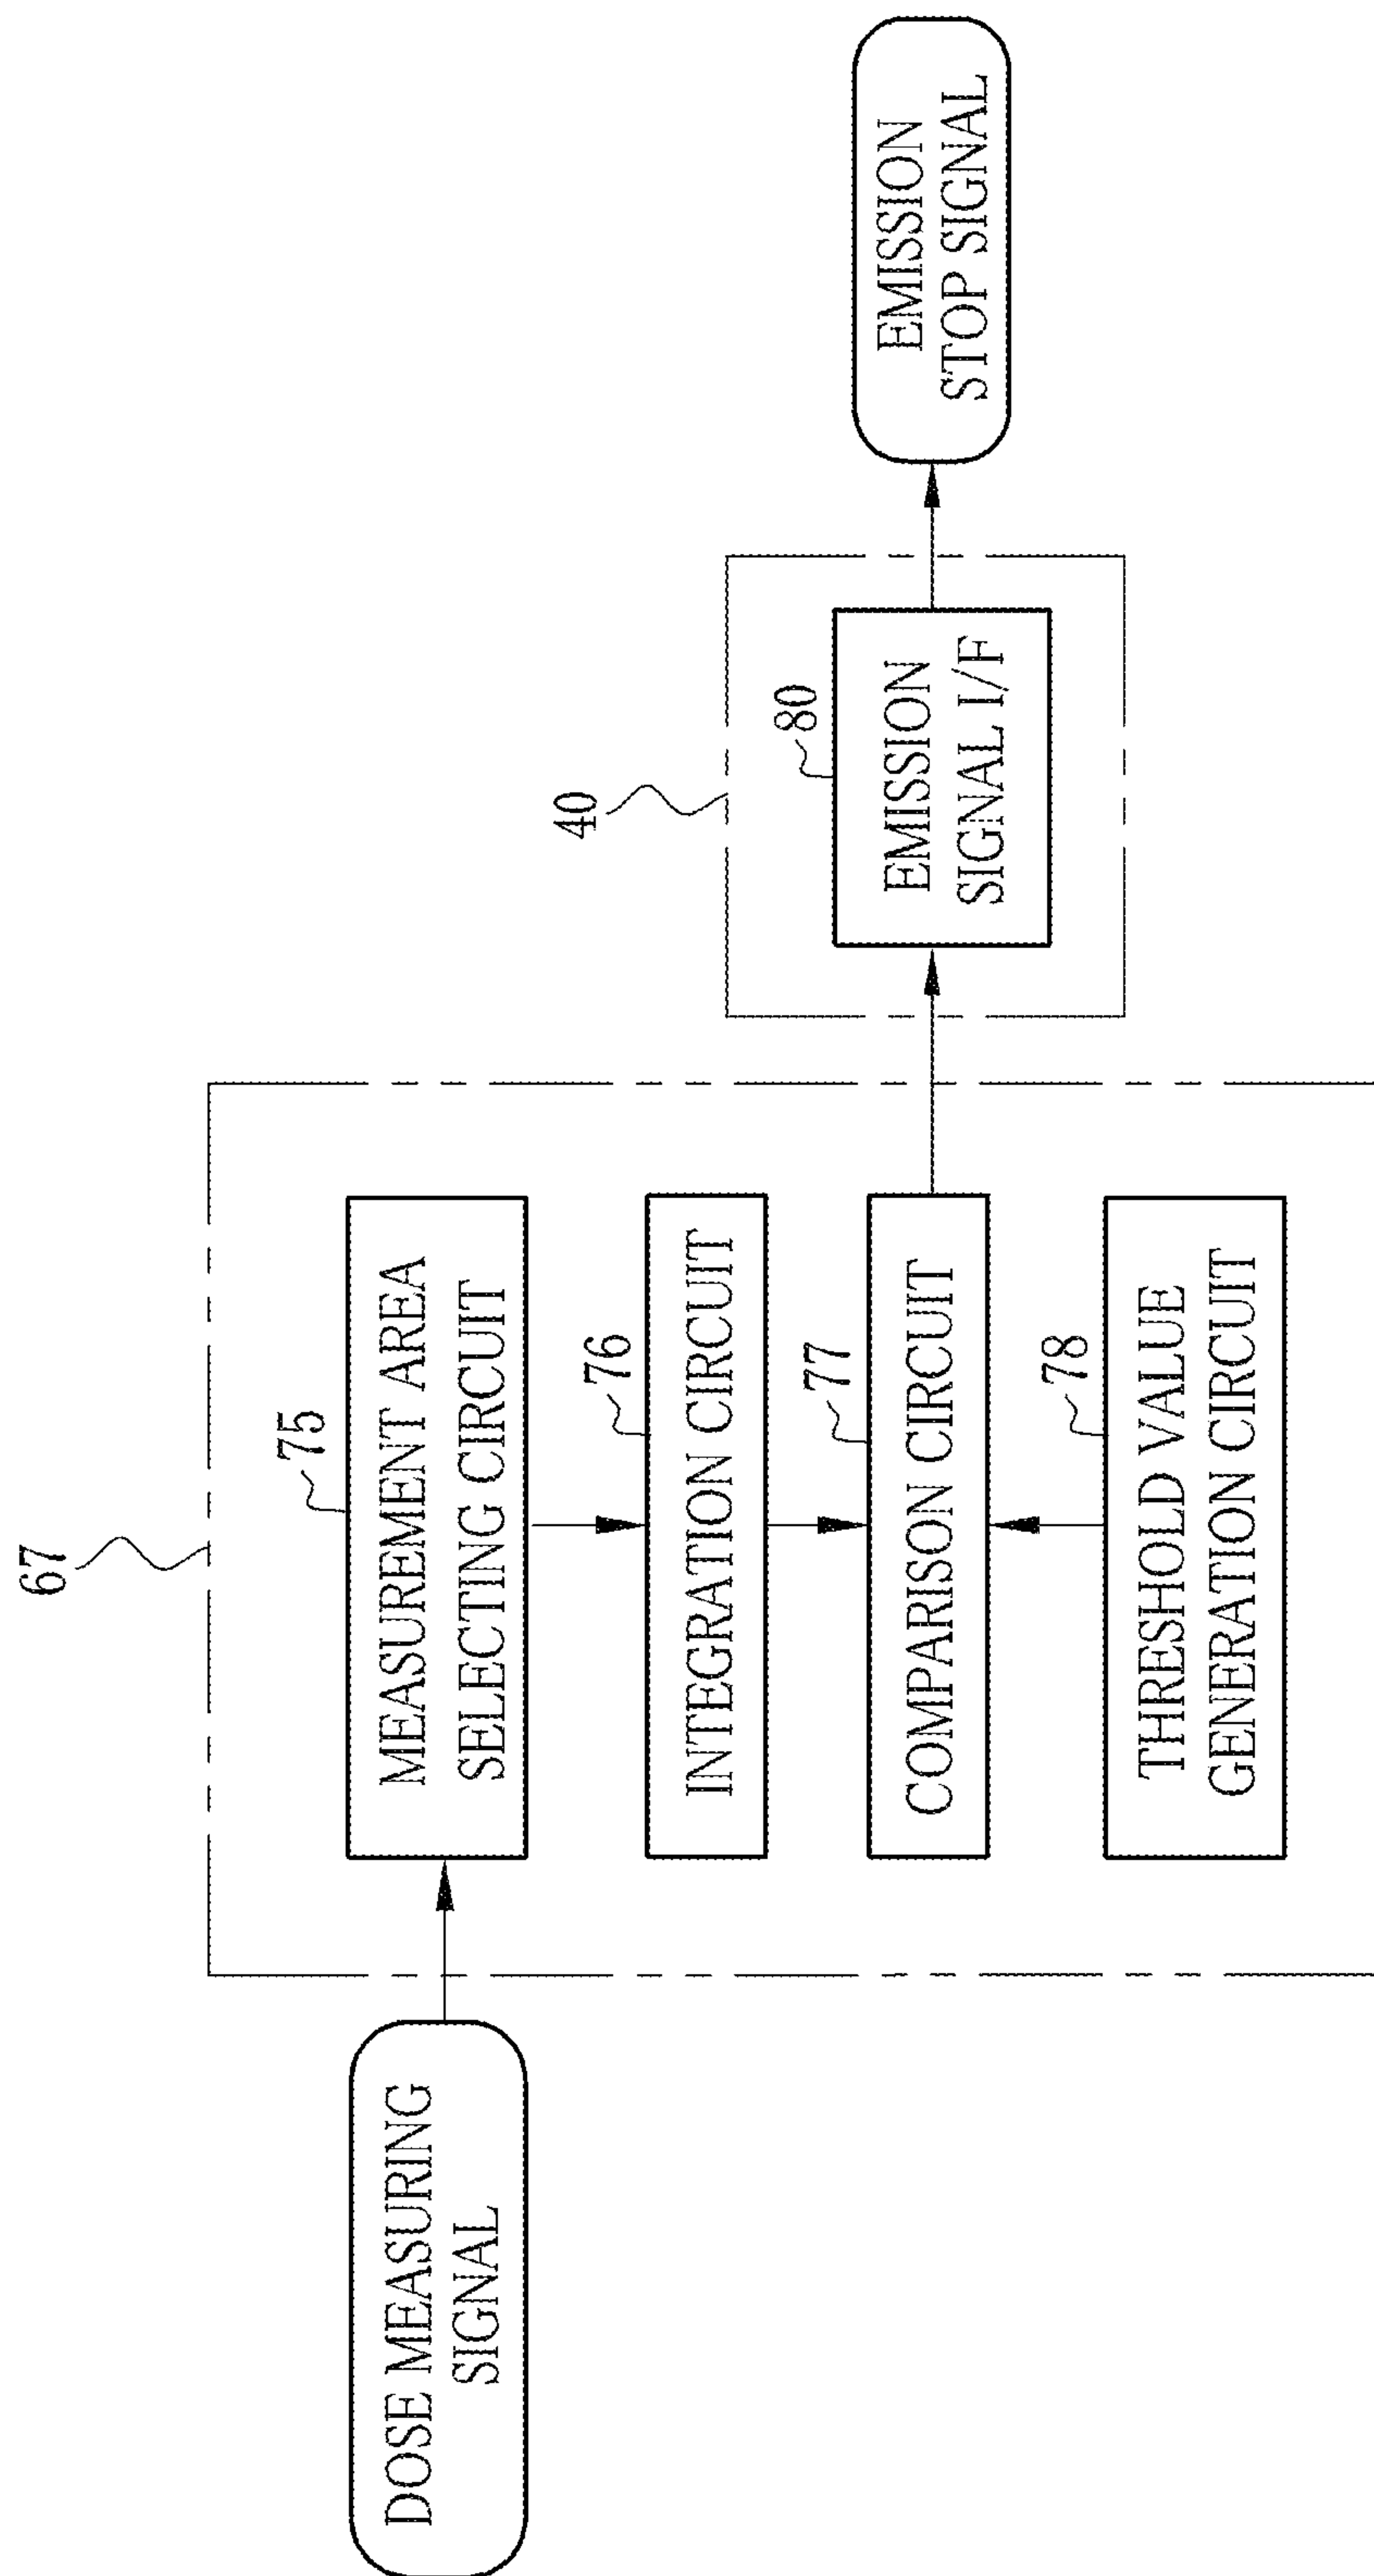 67
DOSE MEASURING
SIGNAL
75
MEASUREMENT AREA
SELECTING CIRCUIT
76
INTEGRATION CIRCUIT
77
COMPARISON CIRCUIT
78
THRESHOLD VALUE
GENERATION CIRCUIT
40
80
EMISSION
SIGNAL I/F
EMISSION
STOP SIGNAL